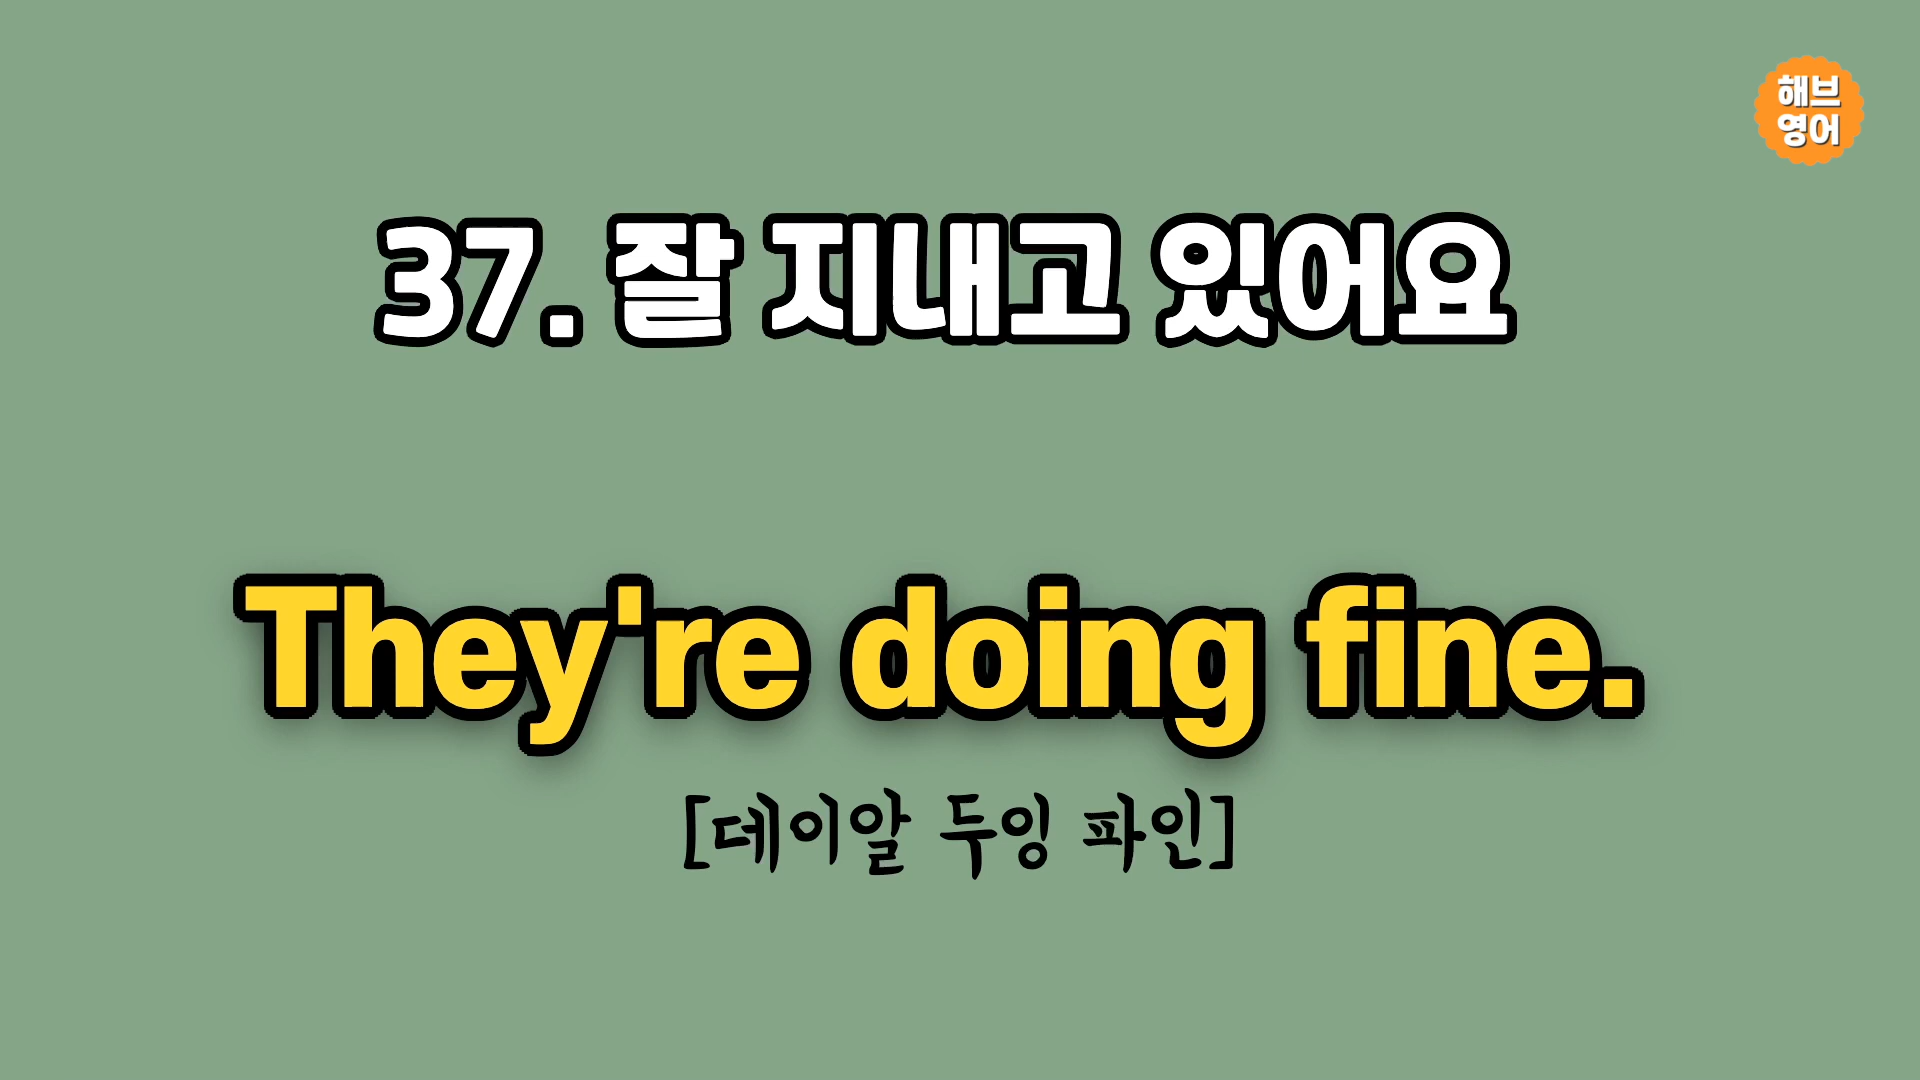 해브
영어
37. 잘 지내고 있어요
They're doing fine.
[데이알 두잉 파인]